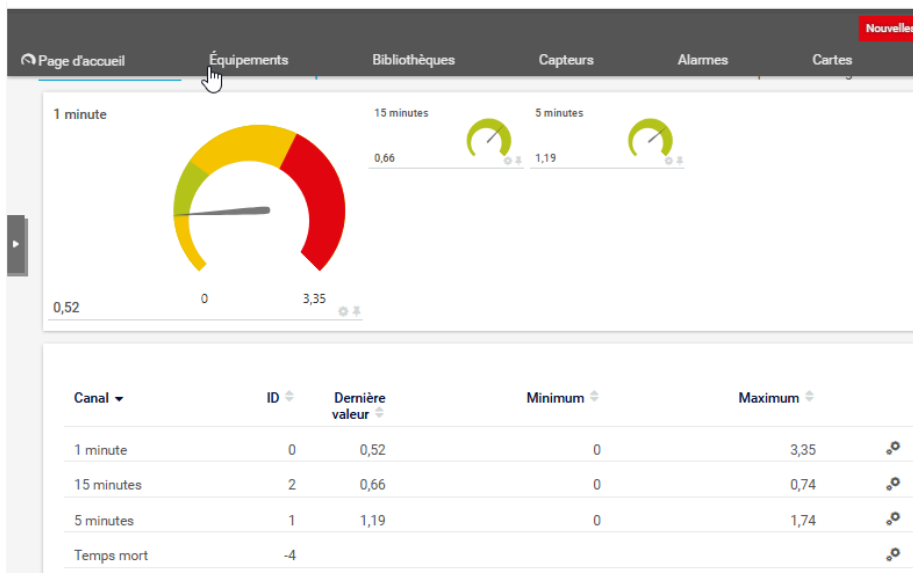 Nouvelles
Page d'accueil Équipements Bibliothèques Capteurs Alarmes Cartes
1 minute 15 minutes 5 minutes
0,66 1,19
0 3,35
0,52
Canal ID Dernière valeur Minimum Maximum
1 minute 0 0,52 0 3,35
15 minutes 2 0,66 0 0,74
5 minutes 1 1,19 0 1,74
Temps mort -4